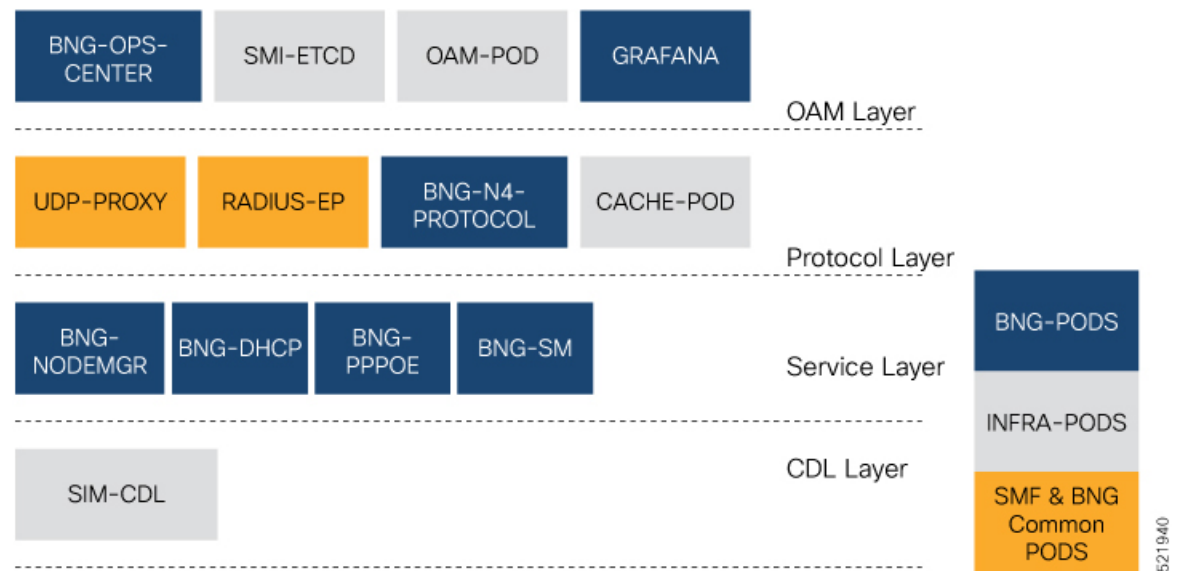 BNG-OPS-
CENTER
SMI-ETCD
OAM-POD
GRAFANA
OAM Layer
UDP-PROXY
RADIUS-EP
BNG-N4-
PROTOCOL
CACHE-POD
Protocol Layer
BNG-
NODEMGR
BNG-DHCP
BNG-
PPPOE
BNG-SM
Service Layer
SIM-CDL
CDL Layer
BNG-PODS
INFRA-PODS
SMF & BNG
Common
PODS
521940